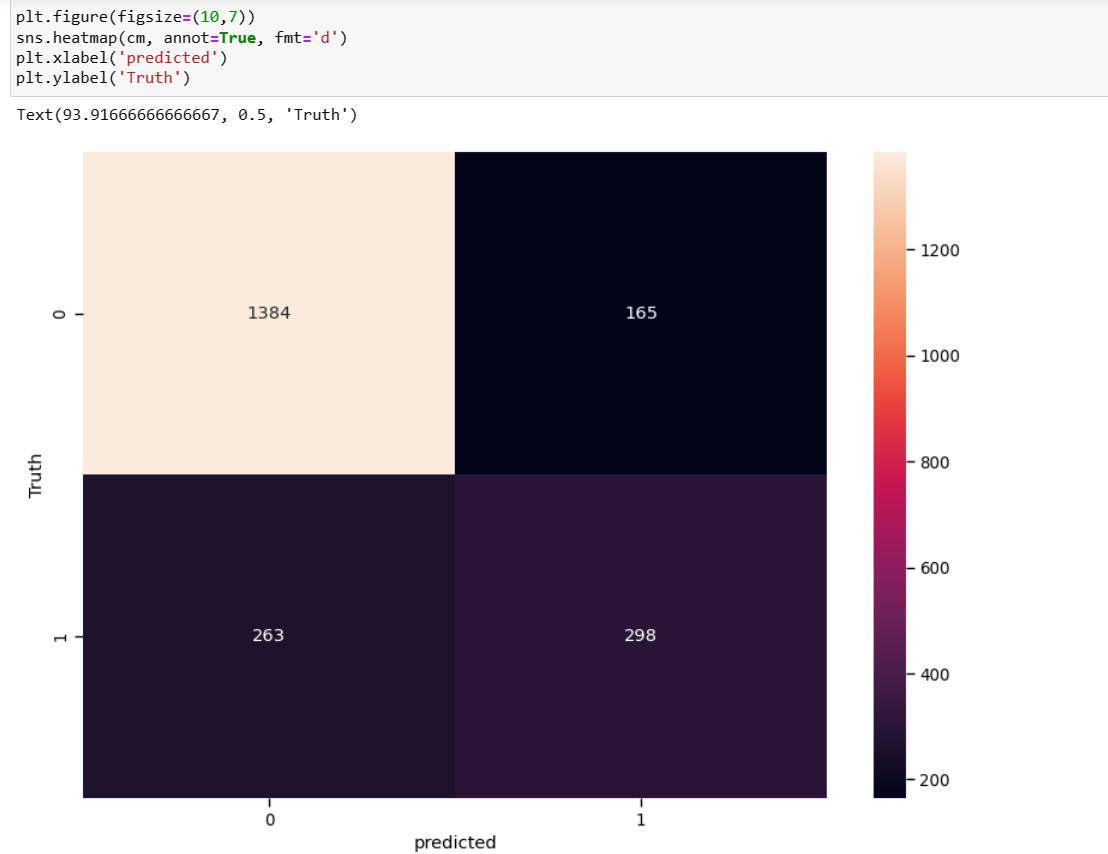 plt.figure(figsize=(10,7))
sns.heatmap(cm, annot=True, fmt='d')
plt.xlabel('predicted')
plt.ylabel('Truth')
Text(93.91666666666667, 0.5, 'Truth')
1384
165
263
298
0
1
Truth
0
1
predicted
1200
1000
800
600
400
200